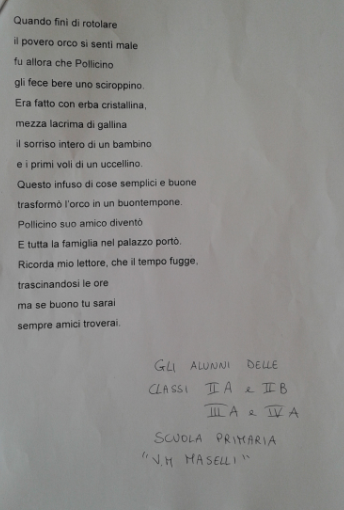 Quando finì di rotolare
il povero orco si sentì male
fu allora che Pollicino
gli fece bere uno sciroppino.
Era fatto con erba cristallina,
mezza lacrima di gallina
il sorriso intero di un bambino
e i primi voli di un uccellino.
Questo infuso di cose semplici e buone
trasformò l'orco in un buontempone.
Pollicino suo amico diventò
E tutta la famiglia nel palazzo portò.
Ricorda mio lettore, che il tempo fugge,
trascinandosi le ore
ma se buono tu sarai
sempre amici troverai.
GLI ALUNNI DELLE
CLASSI II A e II B
III A e IV A
SCUOLA PRIMARIA
"V.M MASELLI"